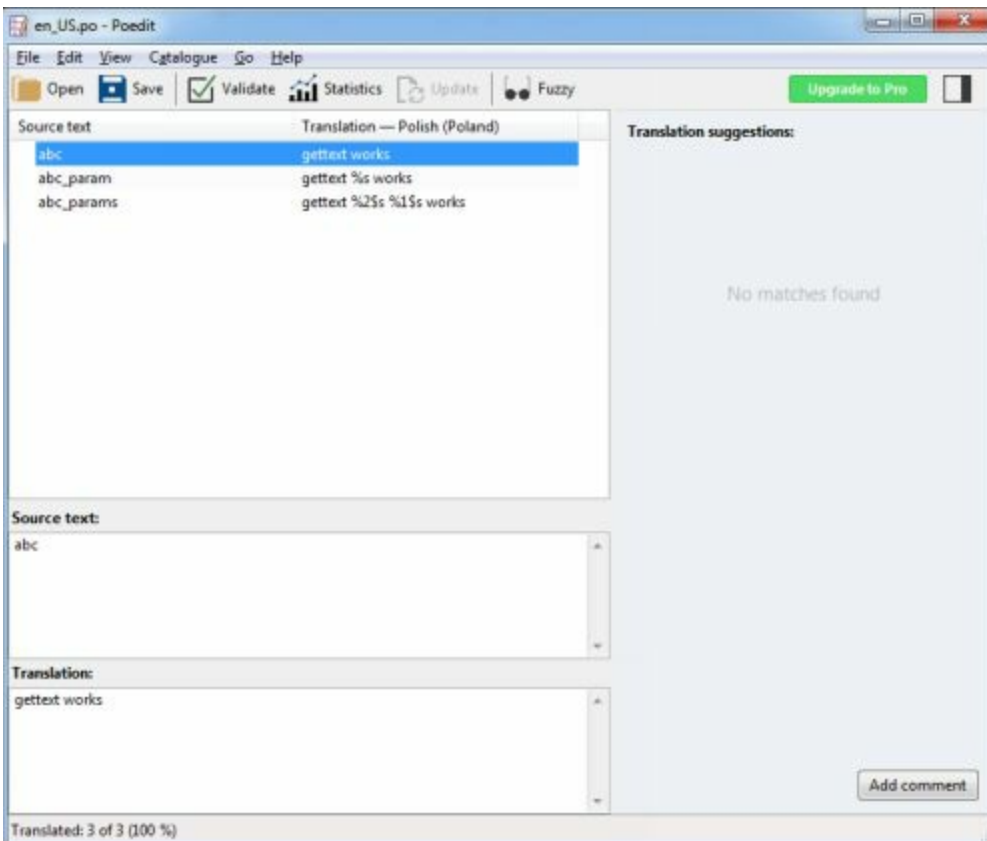 en_US.po - Poedit
File Edit View Catalogue Go Help
Open Save Validate Statistics Update Fuzzy Upgrade to Pro
Source text Translation — Polish (Poland)
abc gettext works
abc_param gettext %s works
abc_params gettext %2$s %1$s works
Translation suggestions:
No matches found
Source text:
abc
Translation:
gettext works
Add comment
Translated: 3 of 3 (100 %)